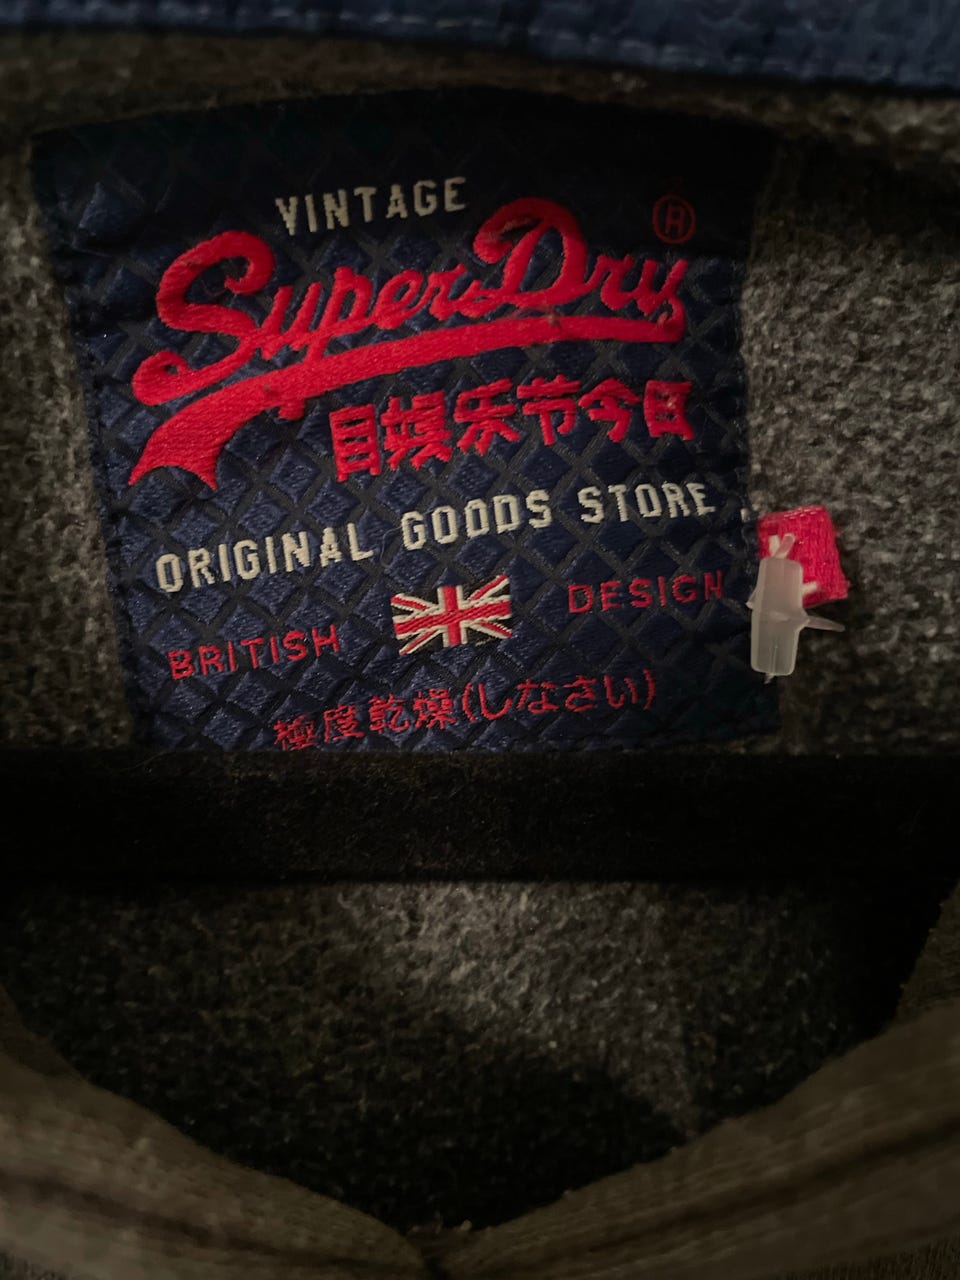 VINTAGE
SuperDry ®
目娱乐节今日
ORIGINAL GOODS STORE
BRITISH DESIGN
極度乾燥(しなさい)